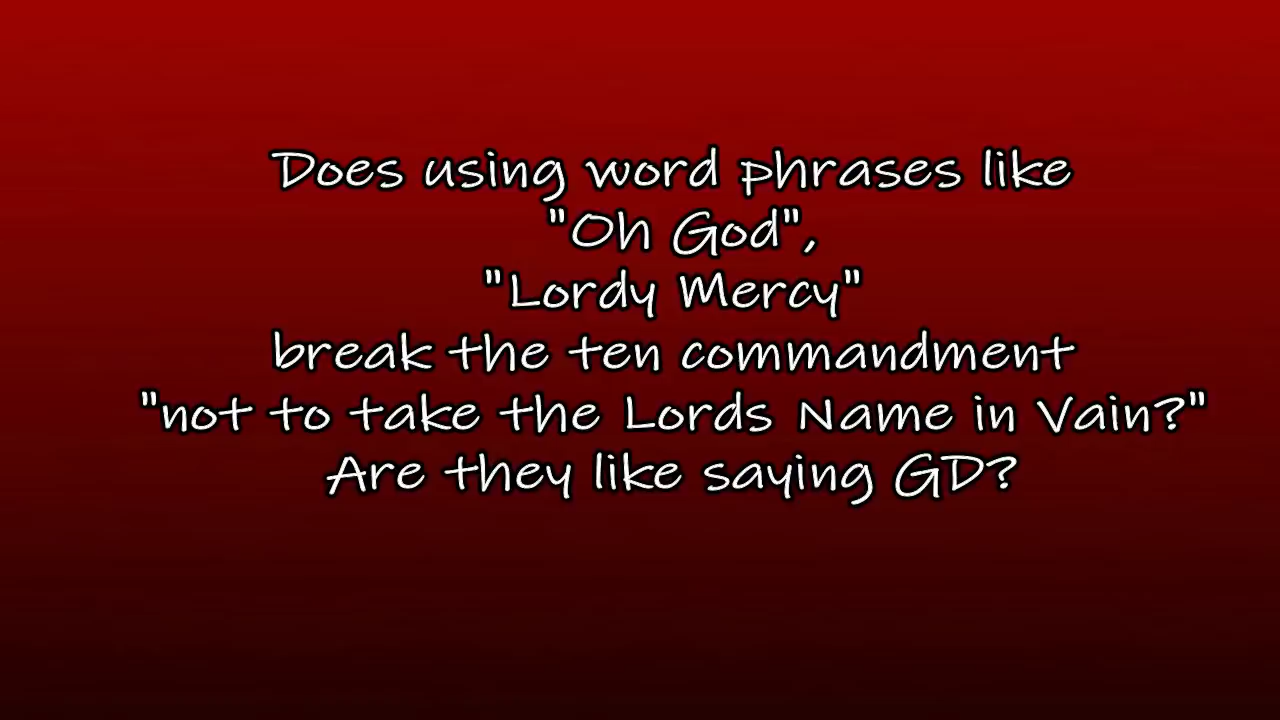 Does using word phrases like
"Oh God",
"Lordy Mercy"
break the ten commandment
"not to take the Lords Name in Vain?"
Are they like saying GD?